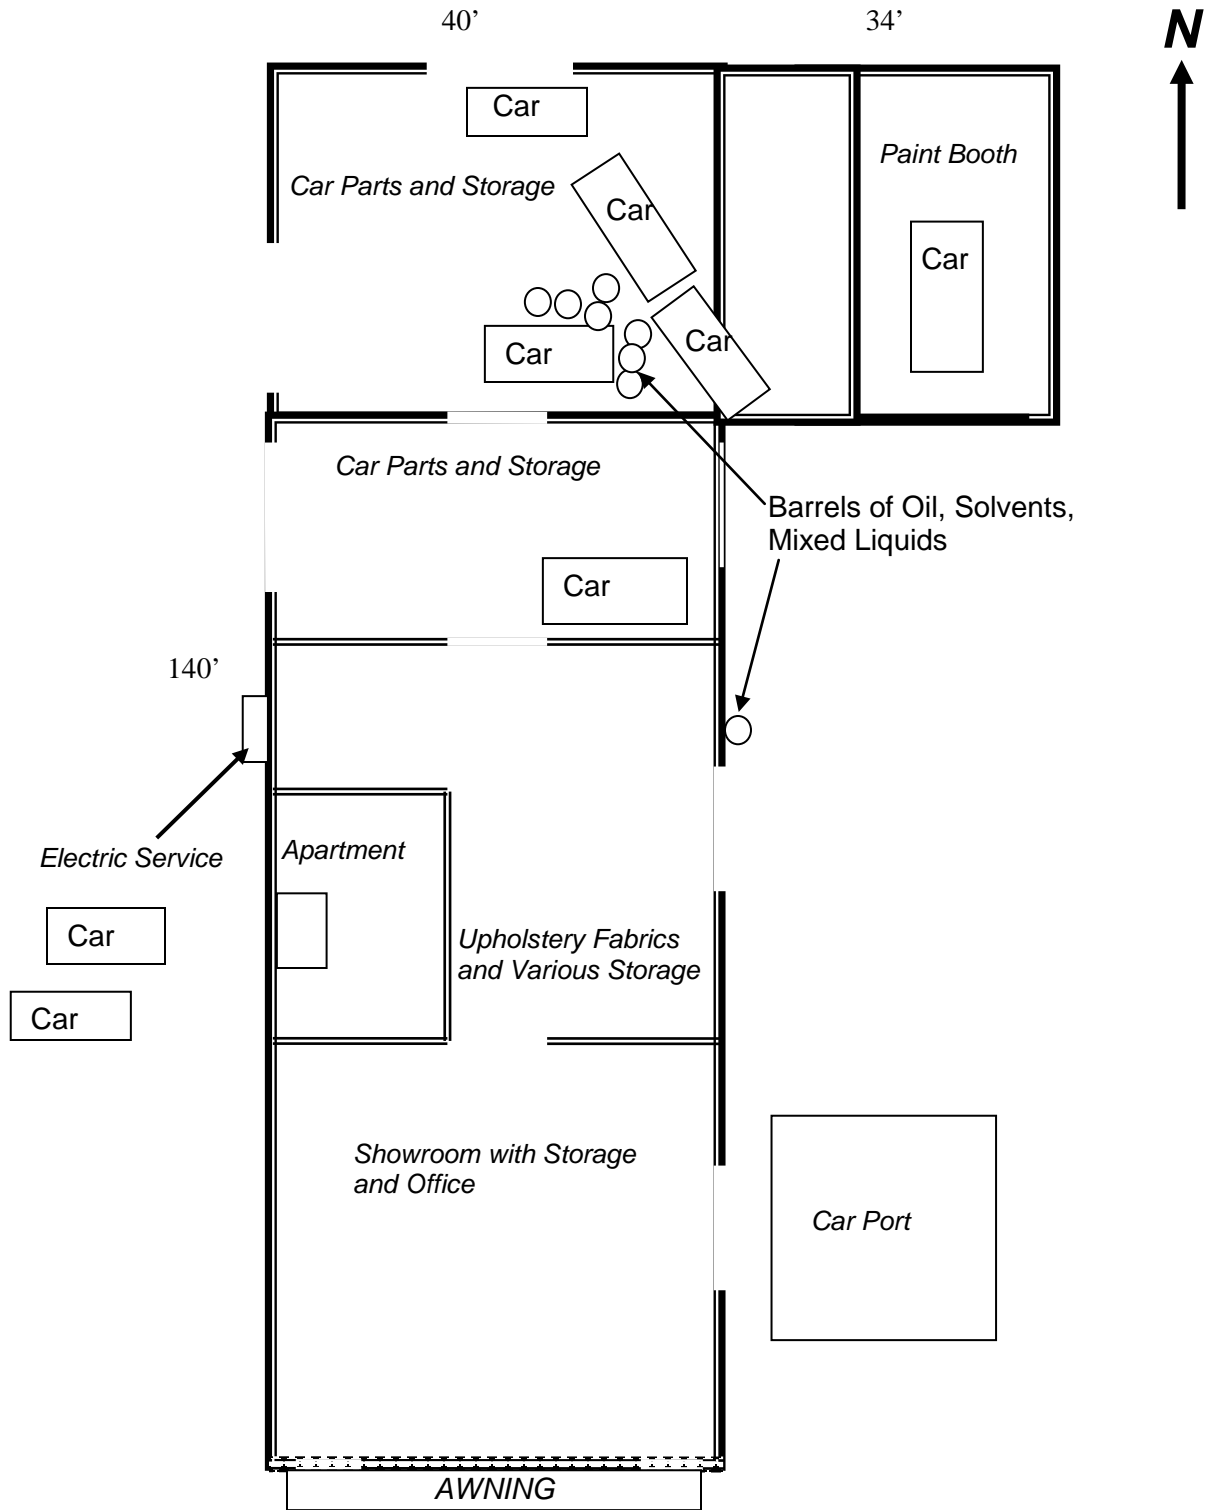 40’
34’
N
Car
Paint Booth
Car Parts and Storage
Car
Car
Car
Car
Car Parts and Storage
Barrels of Oil, Solvents,
Mixed Liquids
Car
140’
Electric Service
Apartment
Car
Upholstery Fabrics
and Various Storage
Car
Showroom with Storage
and Office
Car Port
AWNING